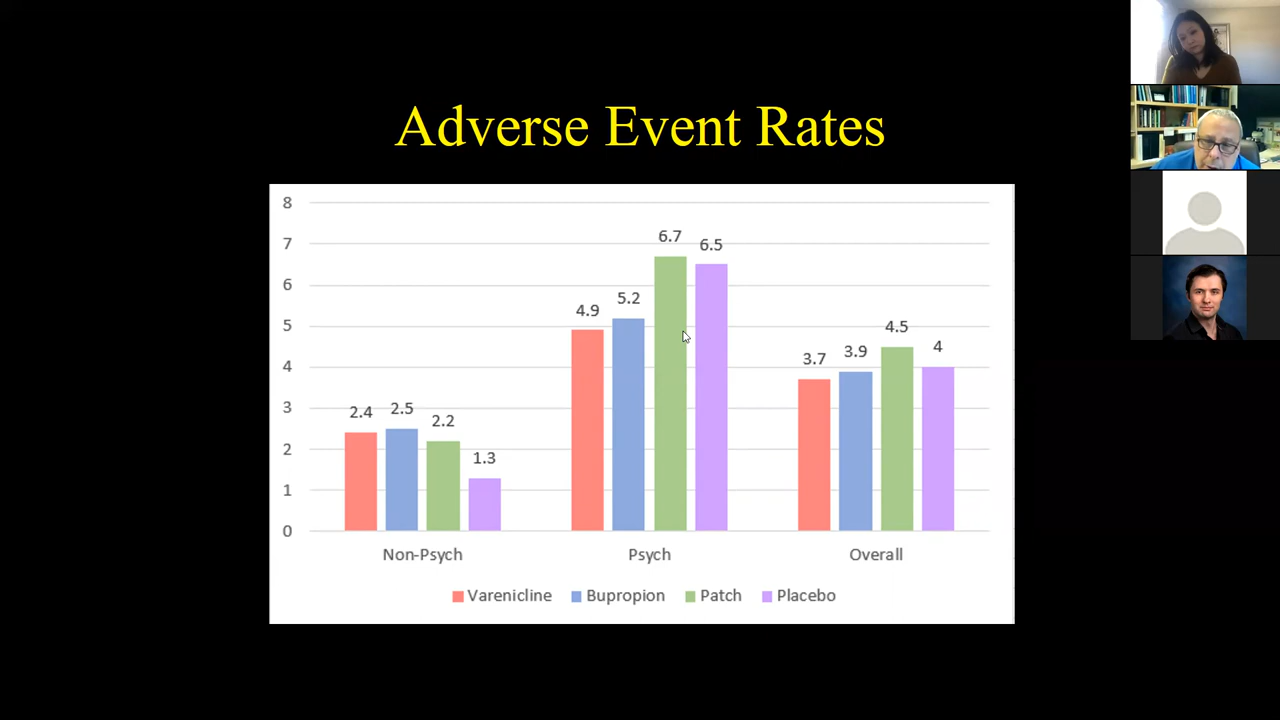 Adverse Event Rates
8
7
6
5
4
3
2
1
0
2.4
2.5
2.2
1.3
4.9
5.2
6.7
6.5
3.7
3.9
4.5
4
Non-Psych
Psych
Overall
Varenicline
Bupropion
Patch
Placebo